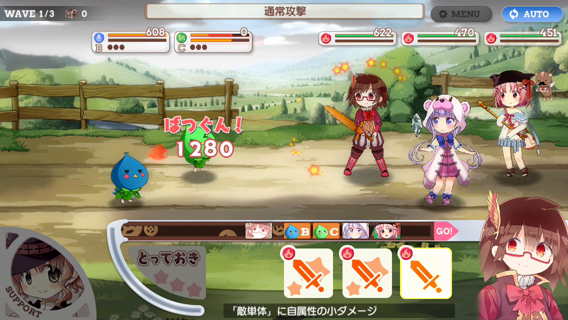 WAVE 1/3 0
通常攻撃
MENU
AUTO
608
B
0
C
622
470
451
ばつぐん!
1280
B C GO!
とっておき
SUPPORT
「敵単体」に自属性の小ダメージ